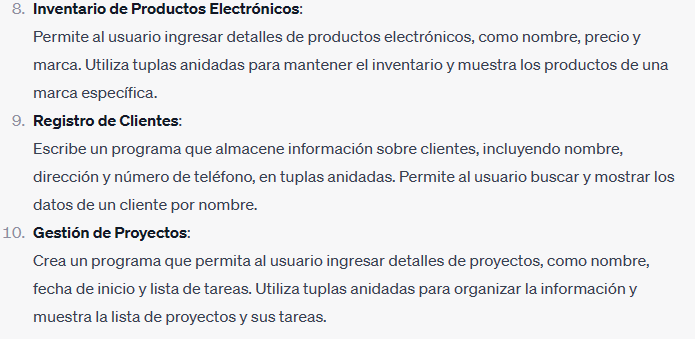 8. Inventario de Productos Electrónicos:
Permite al usuario ingresar detalles de productos electrónicos, como nombre, precio y
marca. Utiliza tuplas anidadas para mantener el inventario y muestra los productos de una
marca específica.
9. Registro de Clientes:
Escribe un programa que almacene información sobre clientes, incluyendo nombre,
dirección y número de teléfono, en tuplas anidadas. Permite al usuario buscar y mostrar los
datos de un cliente por nombre.
10. Gestión de Proyectos:
Crea un programa que permita al usuario ingresar detalles de proyectos, como nombre,
fecha de inicio y lista de tareas. Utiliza tuplas anidadas para organizar la información y
muestra la lista de proyectos y sus tareas.